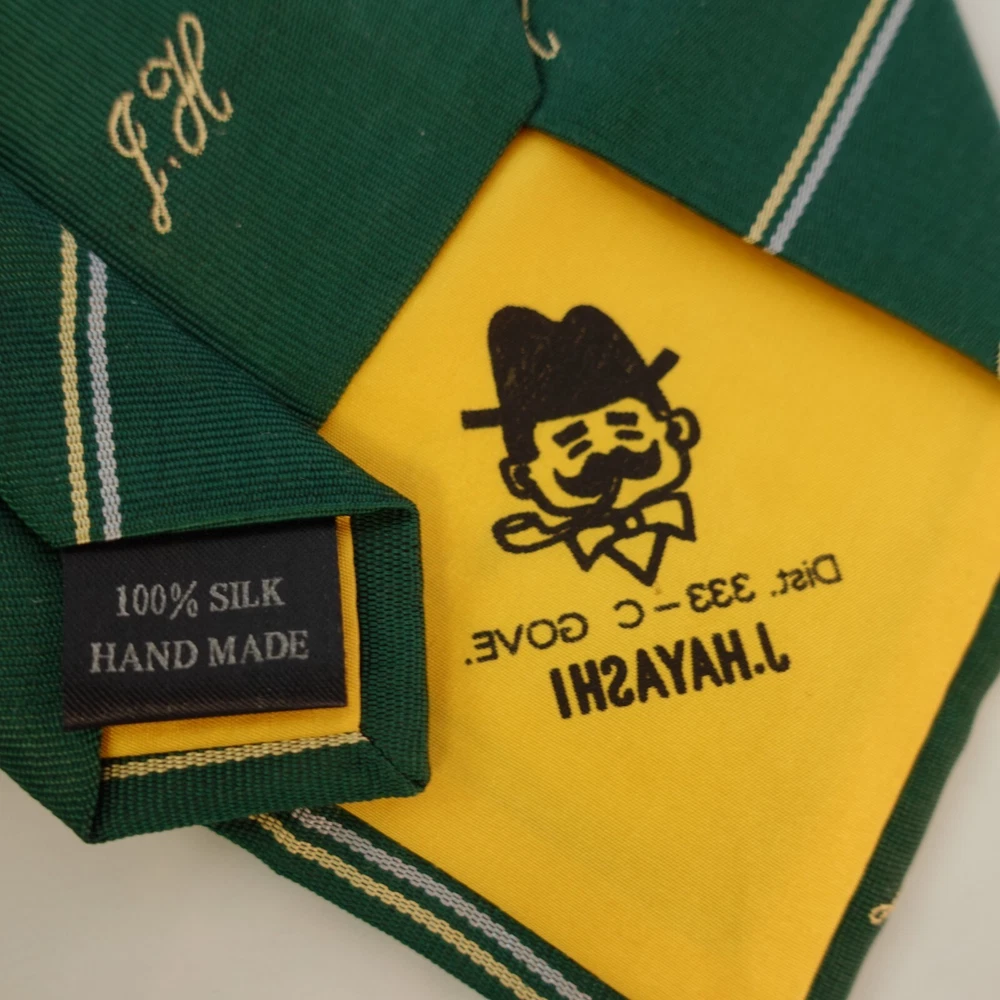 J.H
100% SILK
HAND MADE
Dist. 333-C GOVE.
J.HAYASHI